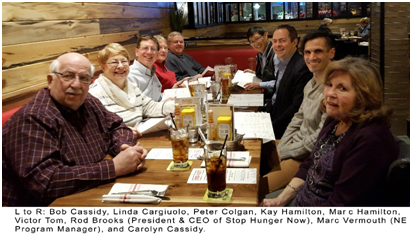 L to R: Bob Cassidy, Linda Cargiuolo, Peter Colgan, Kay Hamilton, Marc Hamilton,
Victor Tom, Rod Brooks (President & CEO of Stop Hunger Now), Marc Vermouth (NE
Program Manager), and Carolyn Cassidy.